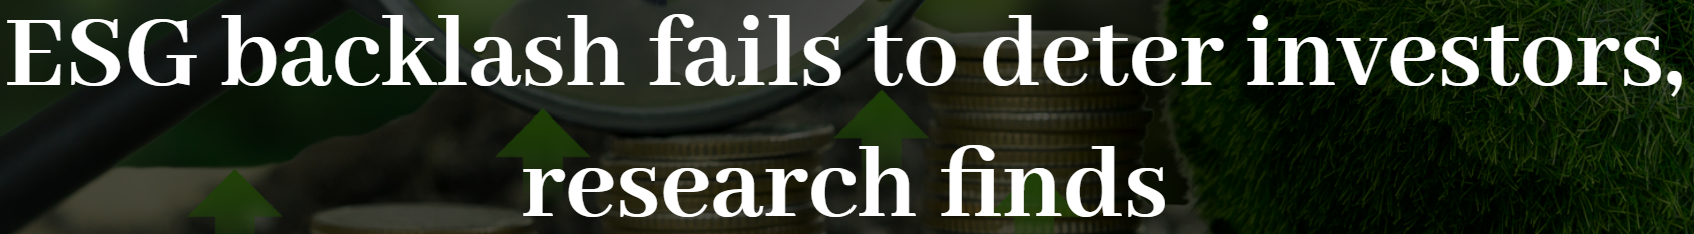 ESG backlash fails to deter investors,
research finds